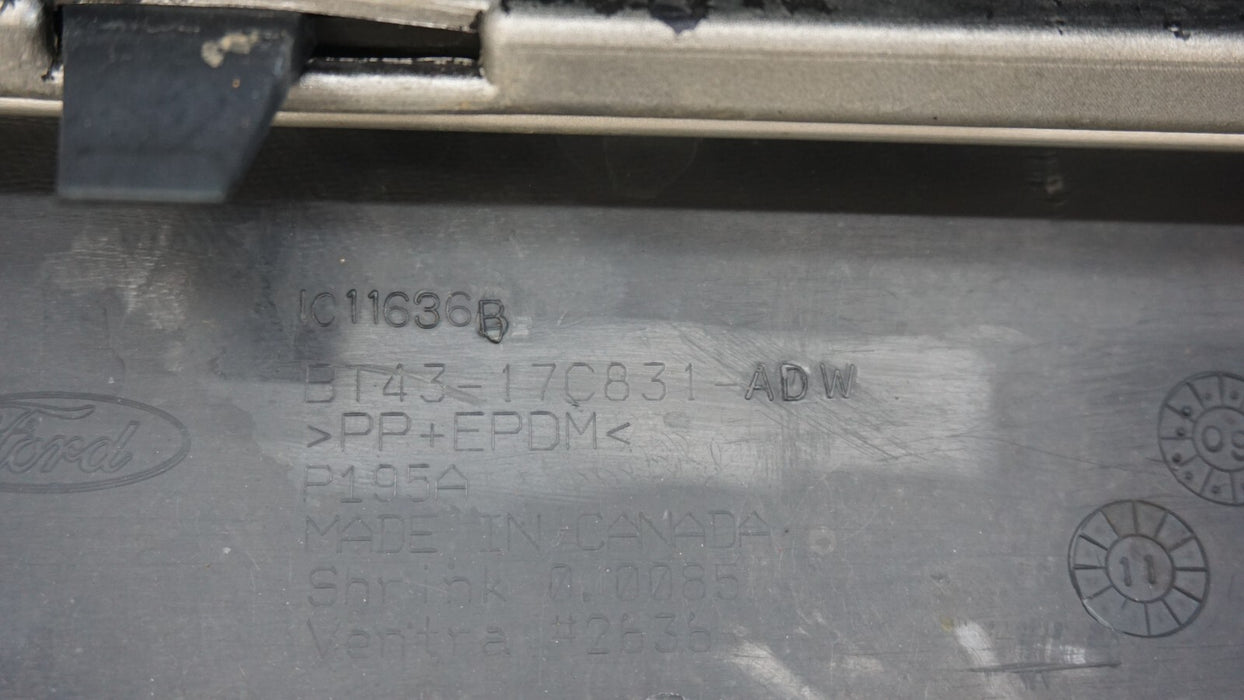 IC11636B
BT43-17C831-ADW
>PP+EPDM<
Ford
P195A
MADE IN CANADA
Shrink 0.0085
Ventra #2636
09
11